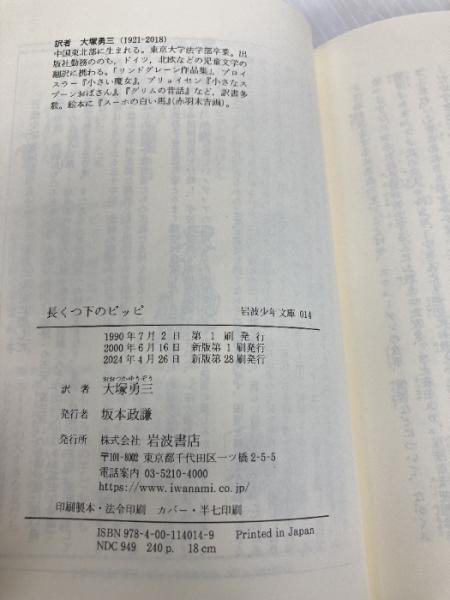 訳者 大塚勇三 (1921-2018)
中国東北部に生まれる。東京大学法学部卒業。出
版社勤務ののち、ドイツ、北欧などの児童文学の
翻訳に携わる。「リンドグレーン作品集」、プロイ
スラー『小さい魔女』、プリョイセン『小さなス
プーンおばさん』、『グリムの昔話』など、訳書多
数。絵本に『スーホの白い馬』(赤羽末吉画)。
長くつ下のピッピ 岩波少年文庫 014
1990年7月2日 第1刷発行
2000年6月16日 新版第1刷発行
2024年4月26日 新版第28刷発行
おおつかゆうぞう
訳者 大塚勇三
発行者 坂本政謙
発行所 株式会社 岩波書店
〒101-8002 東京都千代田区一ツ橋 2-5-5
電話案内 03-5210-4000
https://www.iwanami.co.jp/
印刷製本・法令印刷 カバー・半七印刷
ISBN 978-4-00-114014-9 Printed in Japan
NDC 949 240 p. 18 cm